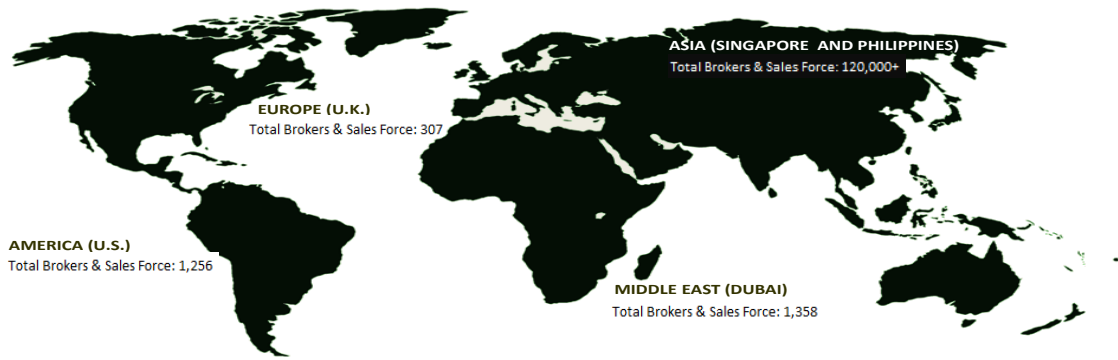 ASIA (SINGAPORE AND PHILIPPINES)
Total Brokers & Sales Force: 120,000+
EUROPE (U.K.)
Total Brokers & Sales Force: 307
AMERICA (U.S.)
Total Brokers & Sales Force: 1,256
MIDDLE EAST (DUBAI)
Total Brokers & Sales Force: 1,358